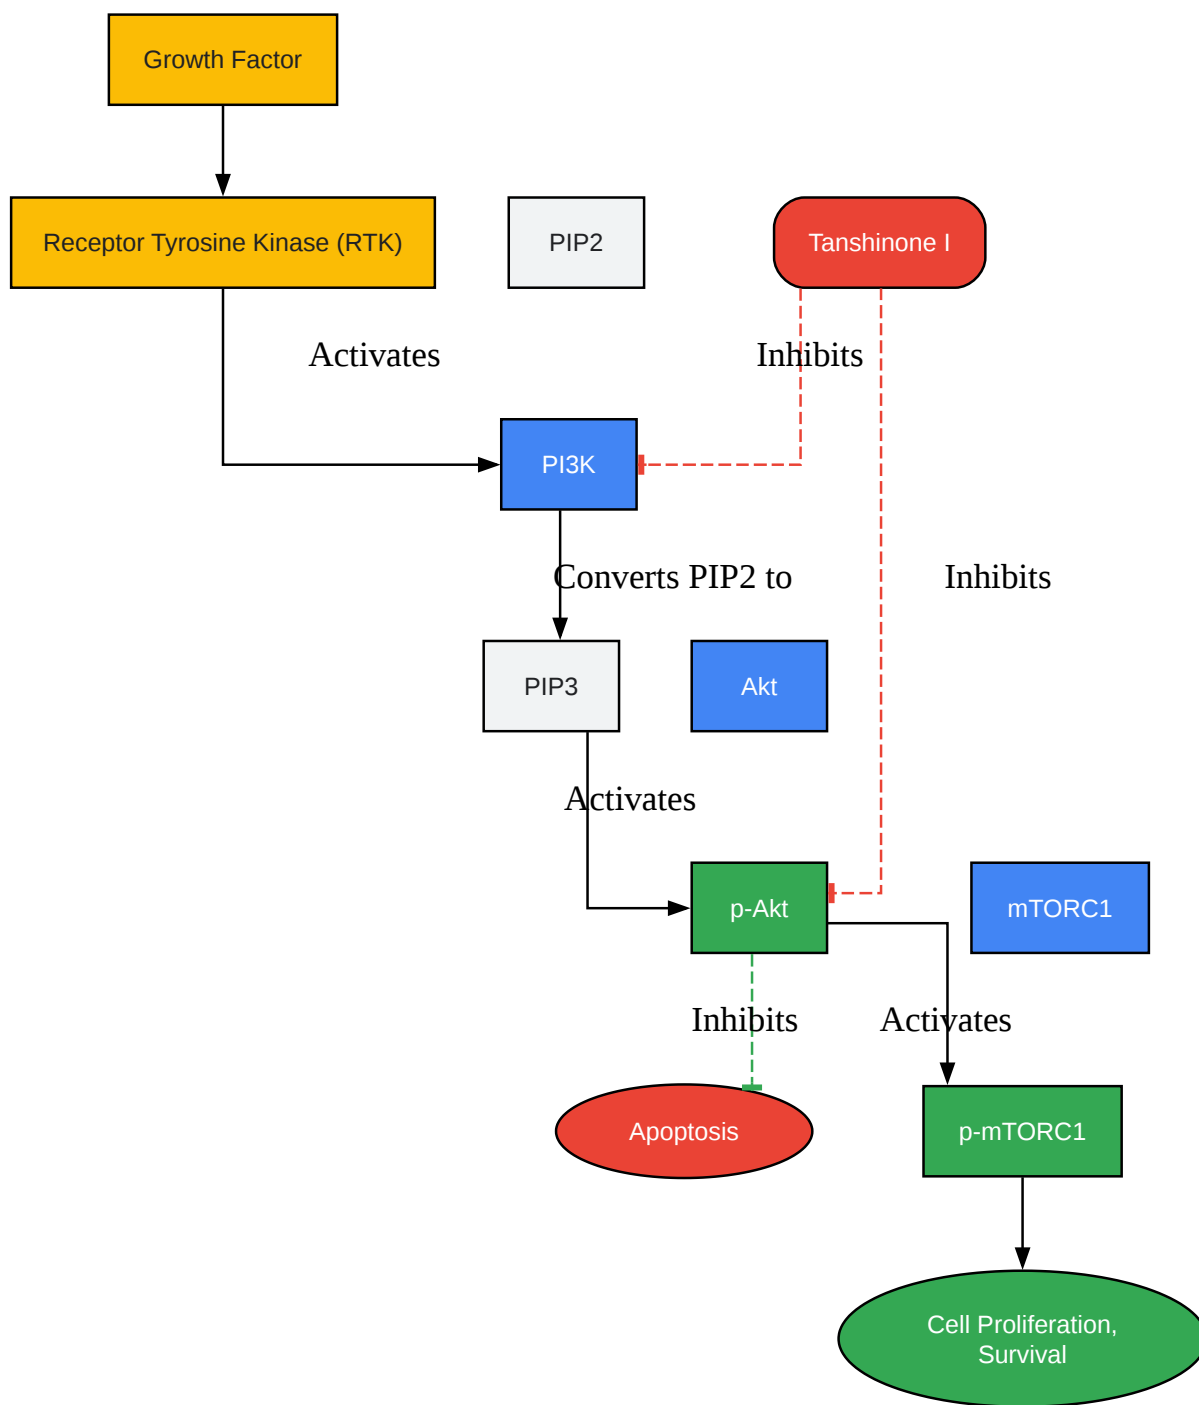 Growth Factor
Receptor Tyrosine Kinase (RTK)
PIP2
Tanshinone I
Activates
Inhibits
PI3K
Converts PIP2 to
Inhibits
PIP3
Akt
Activates
p-Akt
mTORC1
Inhibits
Activates
Apoptosis
p-mTORC1
Cell Proliferation,
Survival